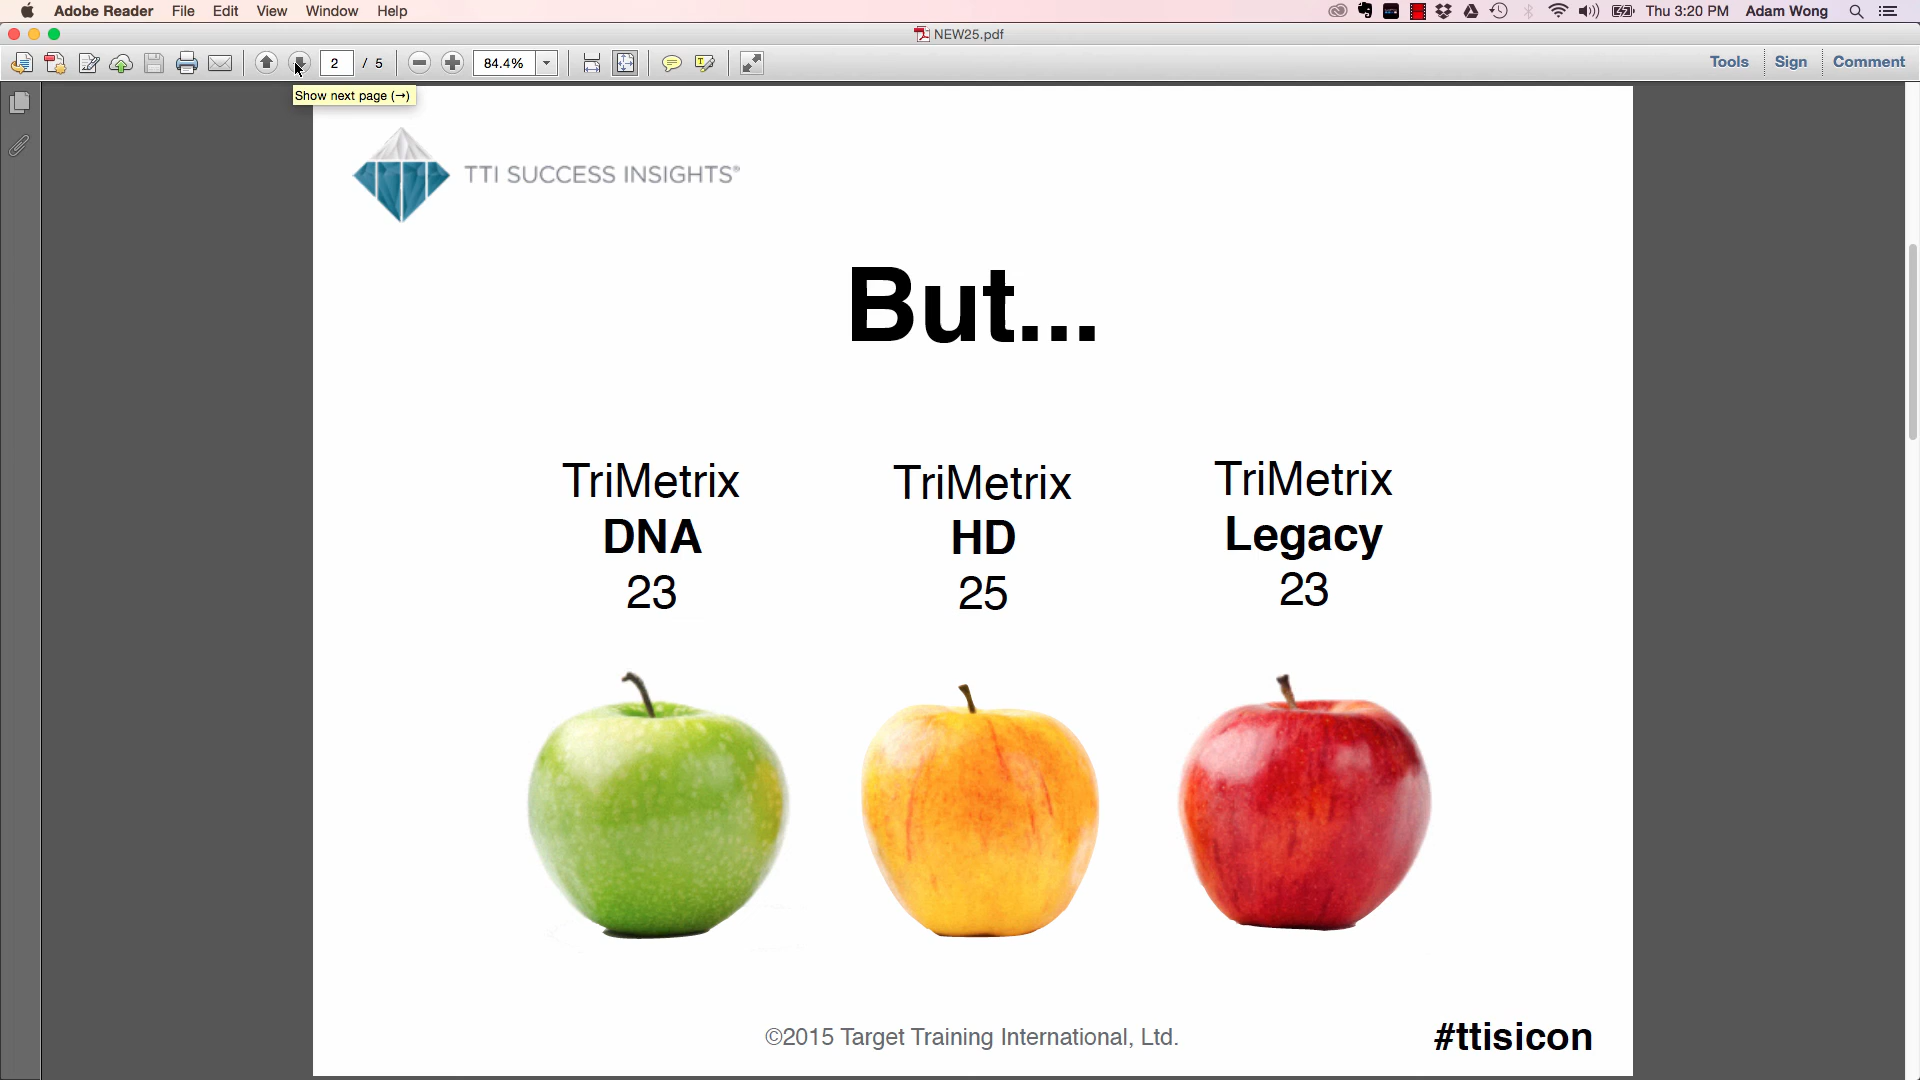 Adobe Reader File Edit View Window Help Thu 3:20 PM Adam Wong
NEW25.pdf
2 / 5 84.4% Tools Sign Comment
Show next page (→)
TTI SUCCESS INSIGHTS®
But...
TriMetrix
DNA
23
TriMetrix
HD
25
TriMetrix
Legacy
23
©2015 Target Training International, Ltd.
#ttisicon